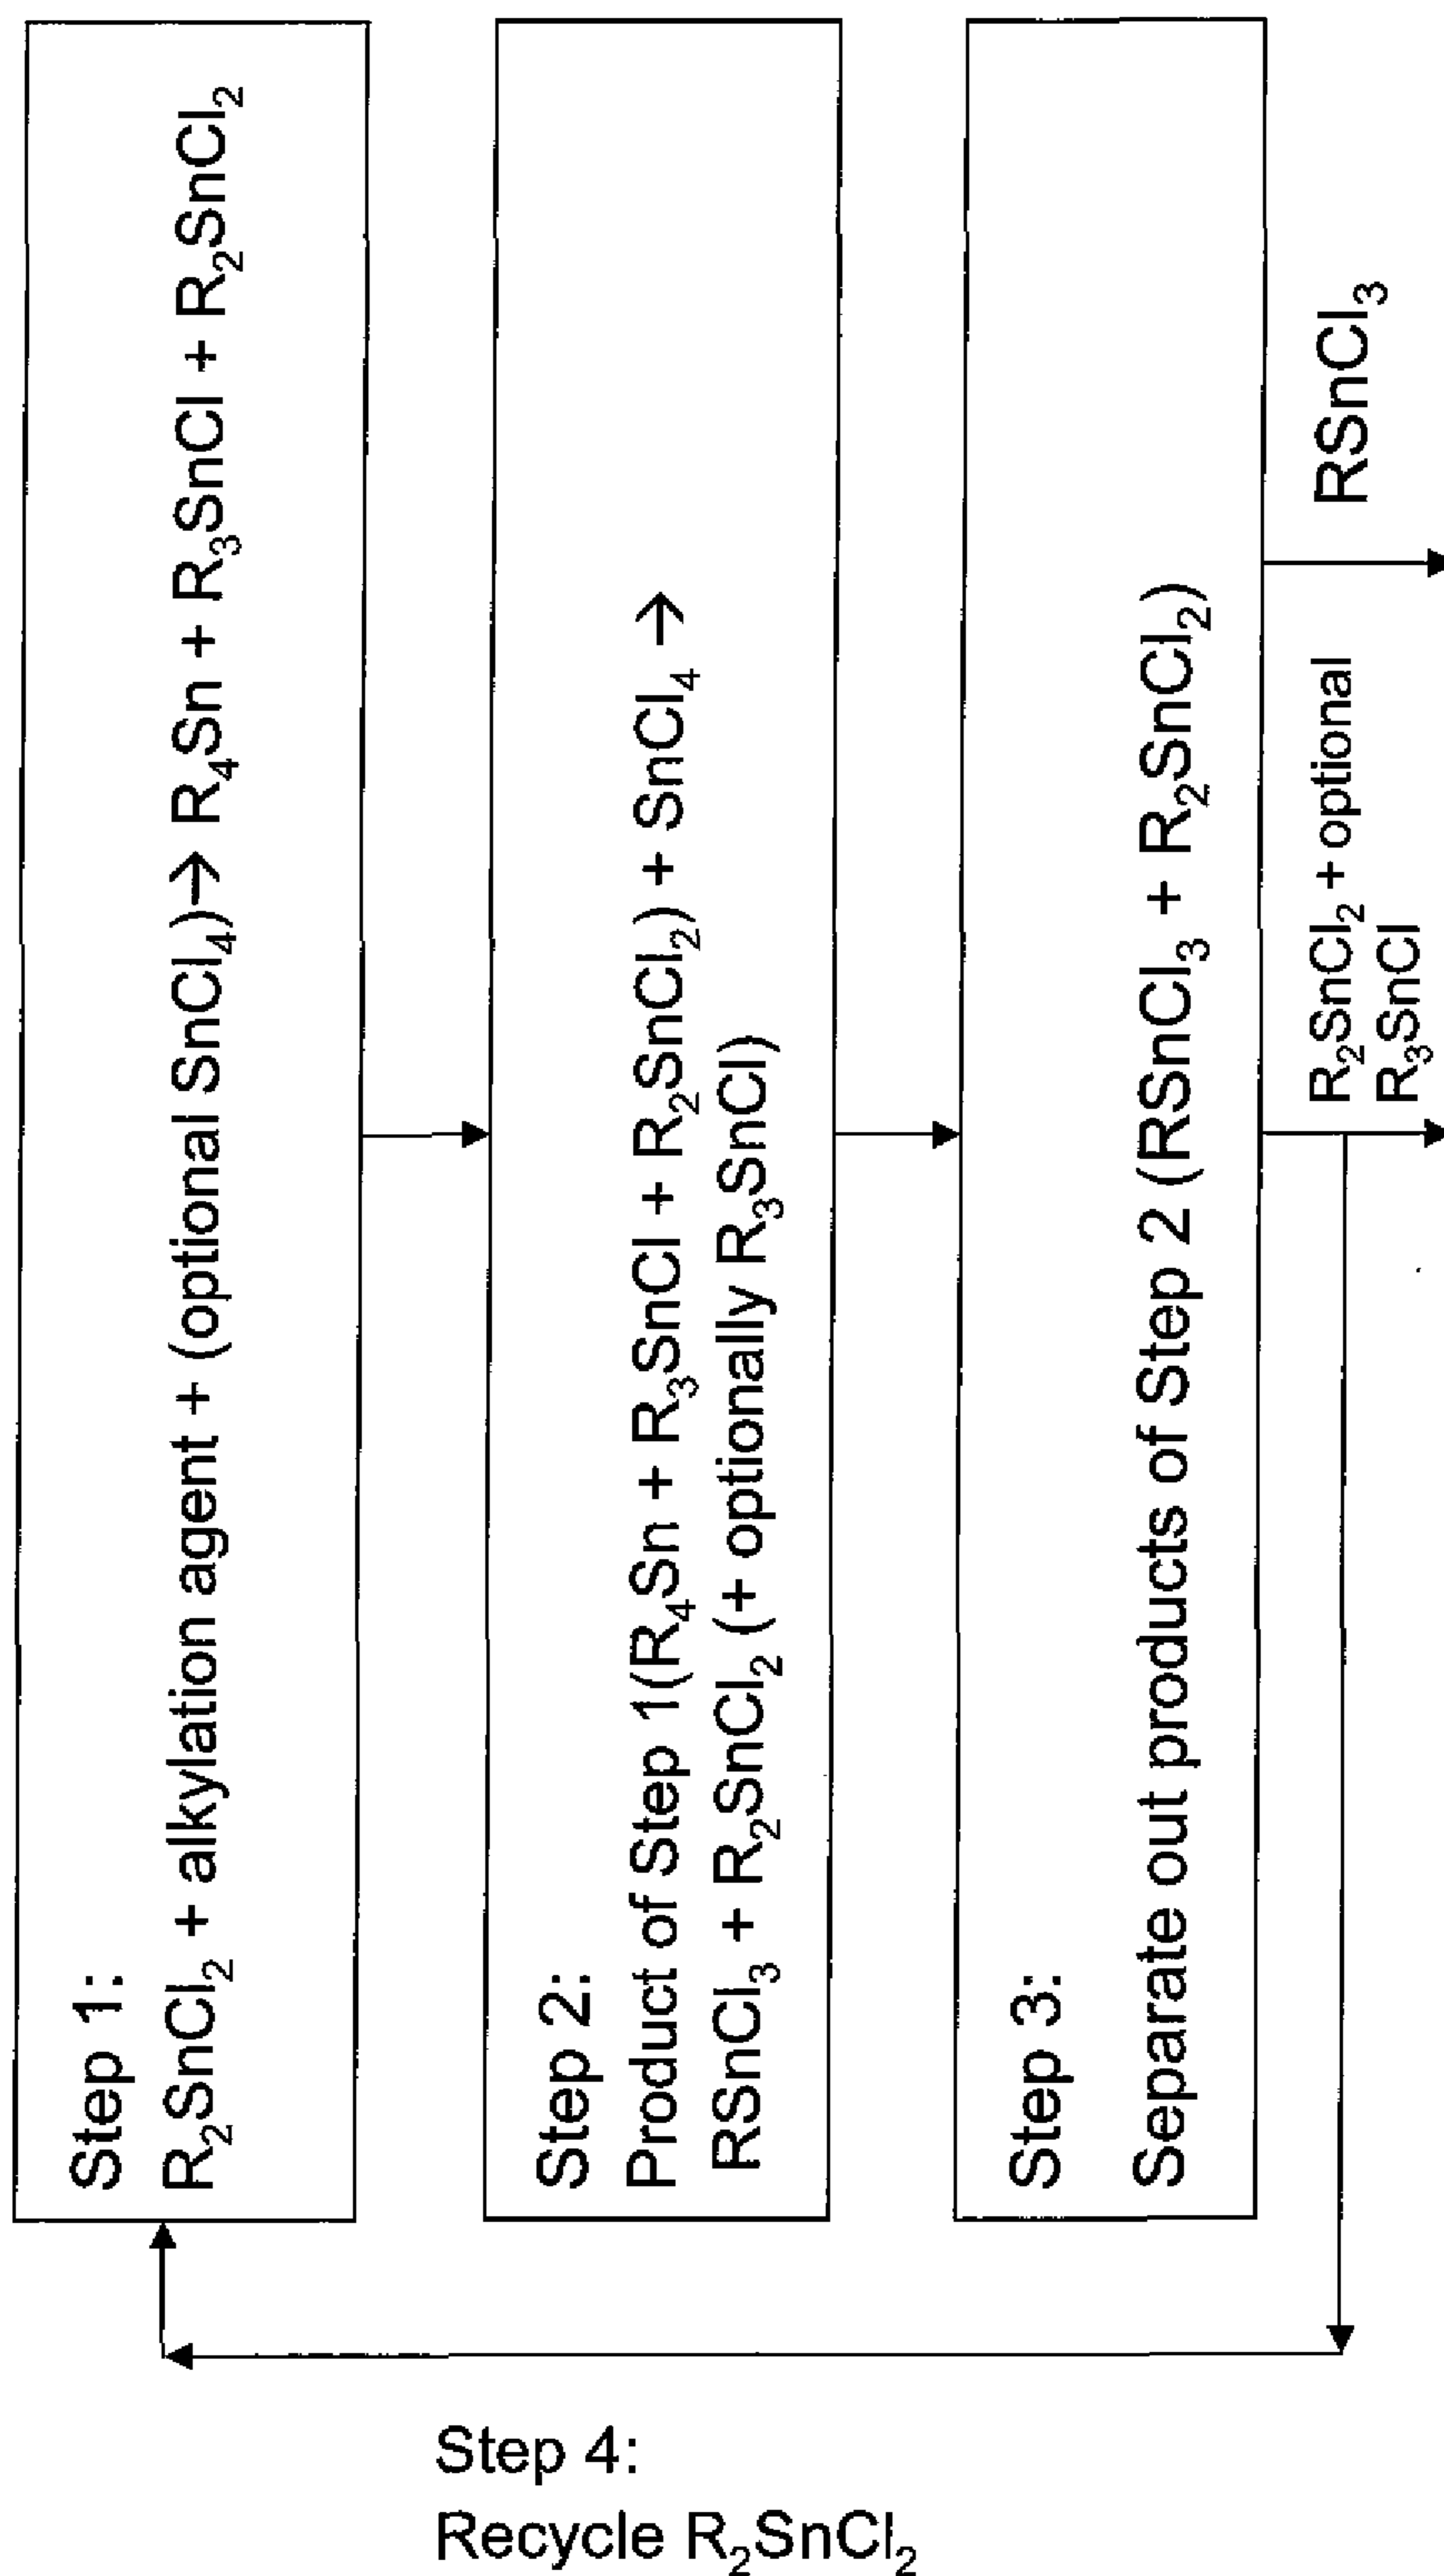 Step 1:
R₂SnCl₂ + alkylation agent + (optional SnCl₄)→ R₄Sn + R₃SnCl + R₂SnCl₂
Step 2:
Product of Step 1(R₄Sn + R₃SnCl + R₂SnCl₂) + SnCl₄ →
RSnCl₃ + R₂SnCl₂ (+ optionally R₃SnCl)
Step 3:
Separate out products of Step 2 (RSnCl₃ + R₂SnCl₂)
R₂SnCl₂ + optional
R₃SnCl
RSnCl₃
Step 4:
Recycle R₂SnCl₂